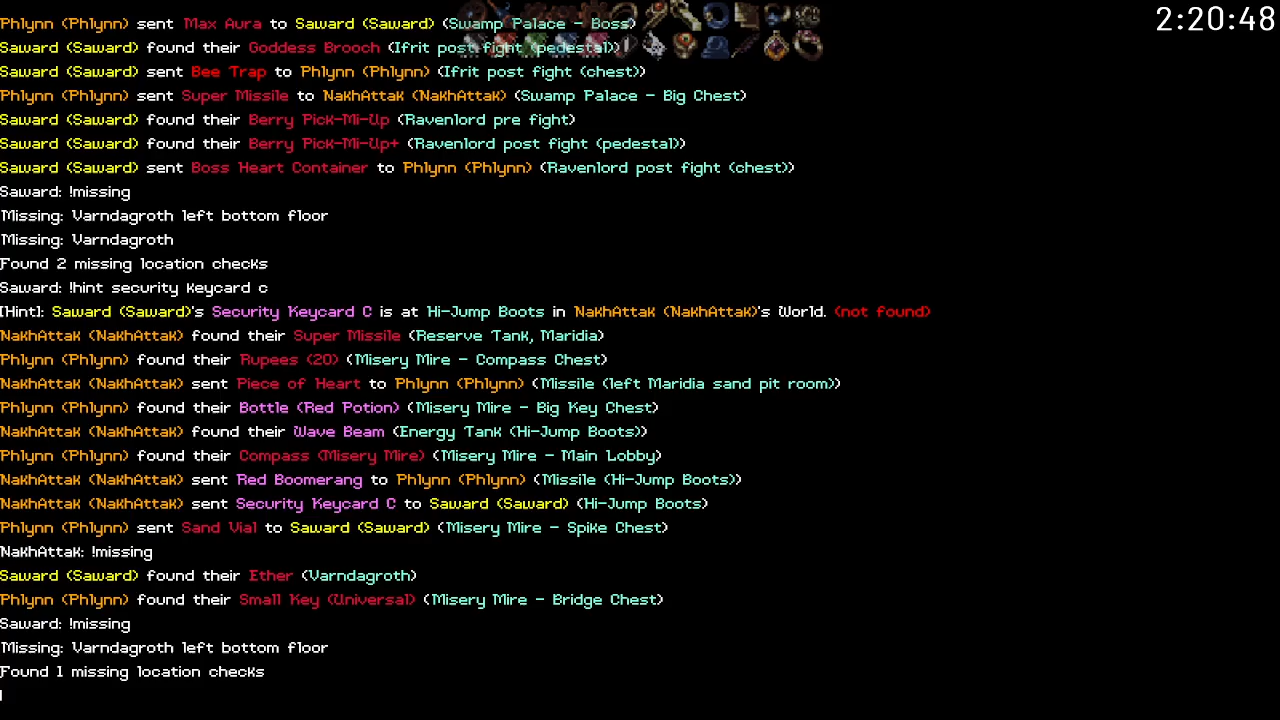 2:20:48
Phlynn (Phlynn) sent Max Aura to Saward (Saward) (Swamp Palace - Boss)
Saward (Saward) found their Goddess Brooch (Ifrit post fight (pedestal))
Saward (Saward) sent Bee Trap to Phlynn (Phlynn) (Ifrit post fight (chest))
Phlynn (Phlynn) sent Super Missile to NakhAttak (NakhAttak) (Swamp Palace - Big Chest)
Saward (Saward) found their Berry Pick-Mi-Up (Ravenlord pre fight)
Saward (Saward) found their Berry Pick-Mi-Up+ (Ravenlord post fight (pedestal))
Saward (Saward) sent Boss Heart Container to Phlynn (Phlynn) (Ravenlord post fight (chest))
Saward: !missing
Missing: Varndagroth left bottom floor
Missing: Varndagroth
Found 2 missing location checks
Saward: !hint security keycard c
[Hint]: Saward (Saward)'s Security Keycard C is at Hi-Jump Boots in NakhAttak (NakhAttak)'s World. (not found)
NakhAttak (NakhAttak) found their Super Missile (Reserve Tank, Maridia)
Phlynn (Phlynn) found their Rupees (20) (Misery Mire - Compass Chest)
NakhAttak (NakhAttak) sent Piece of Heart to Phlynn (Phlynn) (Missile (left Maridia sand pit room))
Phlynn (Phlynn) found their Bottle (Red Potion) (Misery Mire - Big Key Chest)
NakhAttak (NakhAttak) found their Wave Beam (Energy Tank (Hi-Jump Boots))
Phlynn (Phlynn) found their Compass (Misery Mire) (Misery Mire - Main Lobby)
NakhAttak (NakhAttak) sent Red Boomerang to Phlynn (Phlynn) (Missile (Hi-Jump Boots))
NakhAttak (NakhAttak) sent Security Keycard C to Saward (Saward) (Hi-Jump Boots)
Phlynn (Phlynn) sent Sand Vial to Saward (Saward) (Misery Mire - Spike Chest)
NakhAttak: !missing
Saward (Saward) found their Ether (Varndagroth)
Phlynn (Phlynn) found their Small Key (Universal) (Misery Mire - Bridge Chest)
Saward: !missing
Missing: Varndagroth left bottom floor
Found 1 missing location checks